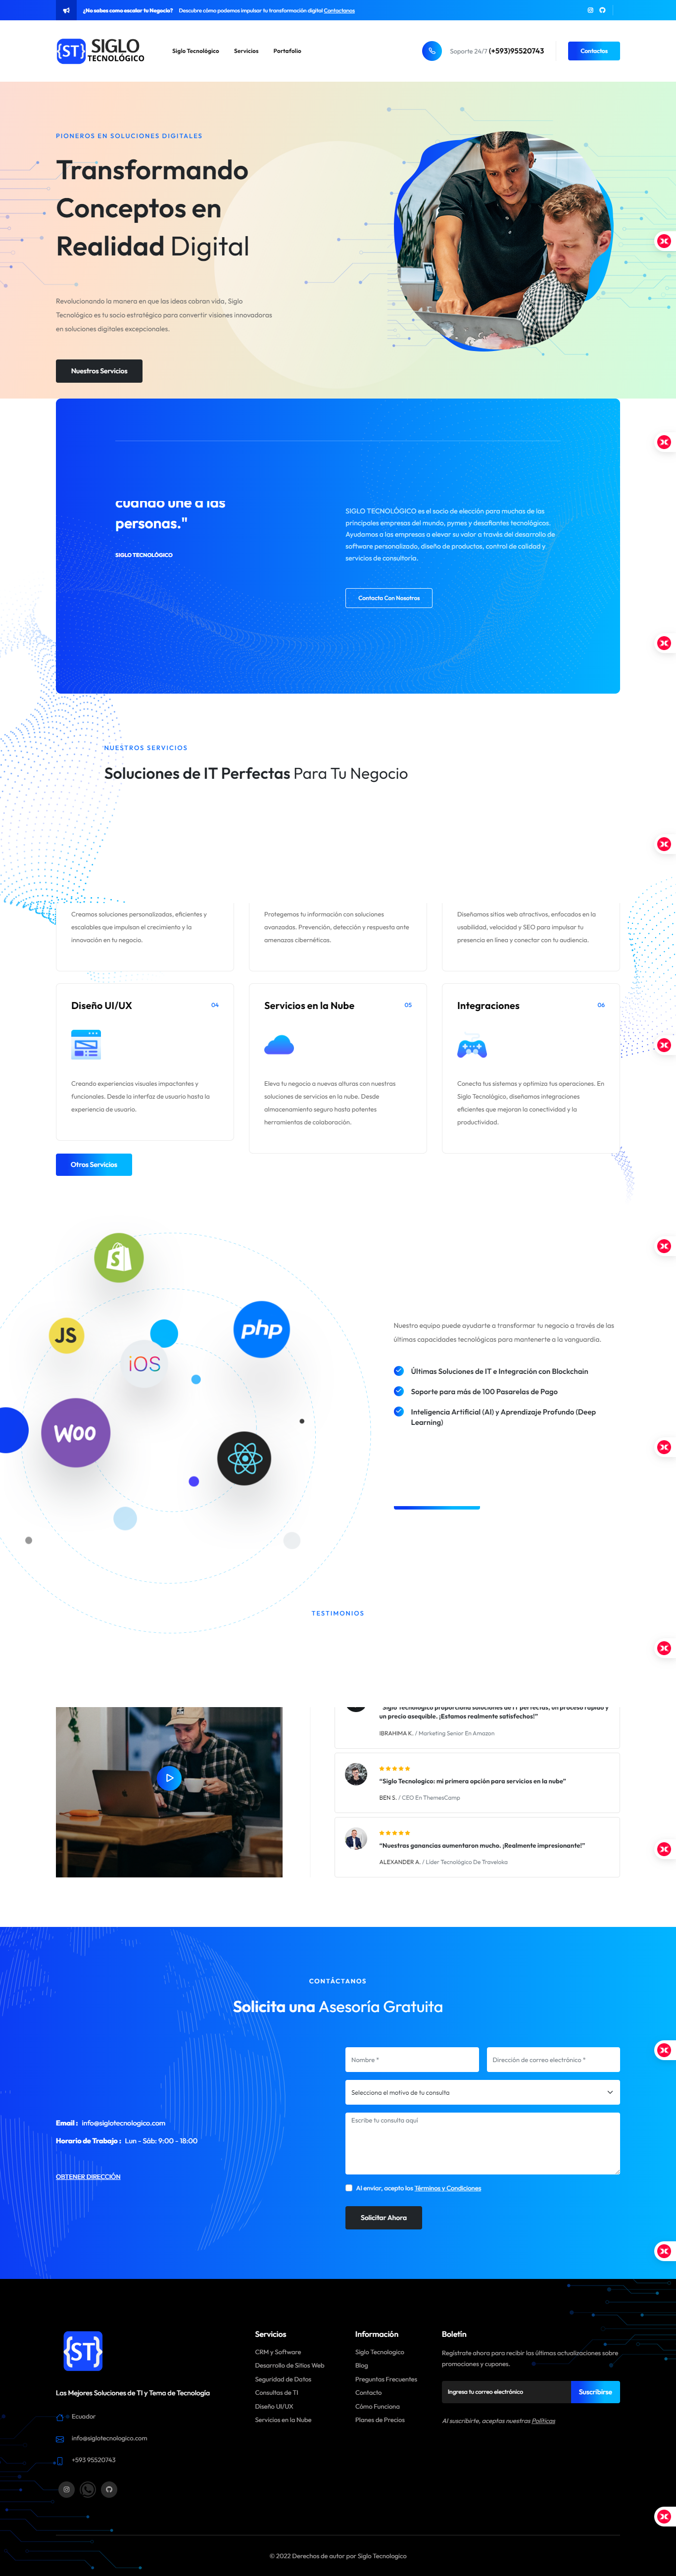 ¿No sabes como escalar tu Negocio? Descubre cómo podemos impulsar tu transformación digital Contactanos
{ST} SIGLO
TECNOLÓGICO
Siglo Tecnológico Servicios Portafolio
Soporte 24/7 (+593)95520743
Contactos
PIONEROS EN SOLUCIONES DIGITALES
Transformando
Conceptos en
Realidad Digital
Revolucionando la manera en que las ideas cobran vida, Siglo
Tecnológico es tu socio estratégico para convertir visiones innovadoras
en soluciones digitales excepcionales.
Nuestros Servicios
cuando une a las
personas."
SIGLO TECNOLÓGICO
SIGLO TECNOLÓGICO es el socio de elección para muchas de las
principales empresas del mundo, pymes y desafiantes tecnológicos.
Ayudamos a las empresas a elevar su valor a través del desarrollo de
software personalizado, diseño de productos, control de calidad y
servicios de consultoría.
Contacta Con Nosotros
NUESTROS SERVICIOS
Soluciones de IT Perfectas Para Tu Negocio
Creamos soluciones personalizadas, eficientes y
escalables que impulsan el crecimiento y la
innovación en tu negocio.
Protegemos tu información con soluciones
avanzadas. Prevención, detección y respuesta ante
amenazas cibernéticas.
Diseñamos sitios web atractivos, enfocados en la
usabilidad, velocidad y SEO para impulsar tu
presencia en línea y conectar con tu audiencia.
Diseño UI/UX 04
Creando experiencias visuales impactantes y
funcionales. Desde la interfaz de usuario hasta la
experiencia de usuario.
Servicios en la Nube 05
Eleva tu negocio a nuevas alturas con nuestras
soluciones de servicios en la nube. Desde
almacenamiento seguro hasta potentes
herramientas de colaboración.
Integraciones 06
Conecta tus sistemas y optimiza tus operaciones. En
Siglo Tecnológico, diseñamos integraciones
eficientes que mejoran la conectividad y la
productividad.
Otros Servicios
JS
iOS
php
WOO
Nuestro equipo puede ayudarte a transformar tu negocio a través de las
últimas capacidades tecnológicas para mantenerte a la vanguardia.
Últimas Soluciones de IT e Integración con Blockchain
Soporte para más de 100 Pasarelas de Pago
Inteligencia Artificial (AI) y Aprendizaje Profundo (Deep
Learning)
TESTIMONIOS
"Siglo Tecnologico proporciona soluciones de IT perfectas, un proceso rápido y
un precio asequible. ¡Estamos realmente satisfechos!"
IBRAHIMA K. / Marketing Senior En Amazon
"Siglo Tecnologico: mi primera opción para servicios en la nube"
BEN S. / CEO En ThemesCamp
"Nuestras ganancias aumentaron mucho. ¡Realmente impresionante!"
ALEXANDER A. / Líder Tecnológico De Traveloka
CONTÁCTANOS
Solicita una Asesoría Gratuita
Email : info@siglotecnologico.com
Horario de Trabajo : Lun - Sáb: 9:00 - 18:00
OBTENER DIRECCIÓN
Nombre *
Dirección de correo electrónico *
Selecciona el motivo de tu consulta
Escribe tu consulta aquí
Al enviar, acepto los Términos y Condiciones
Solicitar Ahora
{ST}
Las Mejores Soluciones de TI y Tema de Tecnología
Ecuador
info@siglotecnologico.com
+593 95520743
Servicios
CRM y Software
Desarrollo de Sitios Web
Seguridad de Datos
Consultas de TI
Diseño UI/UX
Servicios en la Nube
Información
Siglo Tecnologico
Blog
Preguntas Frecuentes
Contacto
Cómo Funciona
Planes de Precios
Boletín
Regístrate ahora para recibir las últimas actualizaciones sobre
promociones y cupones.
Ingresa tu correo electrónico
Suscribirse
Al suscribirte, aceptas nuestras Políticas
© 2022 Derechos de autor por Siglo Tecnologico